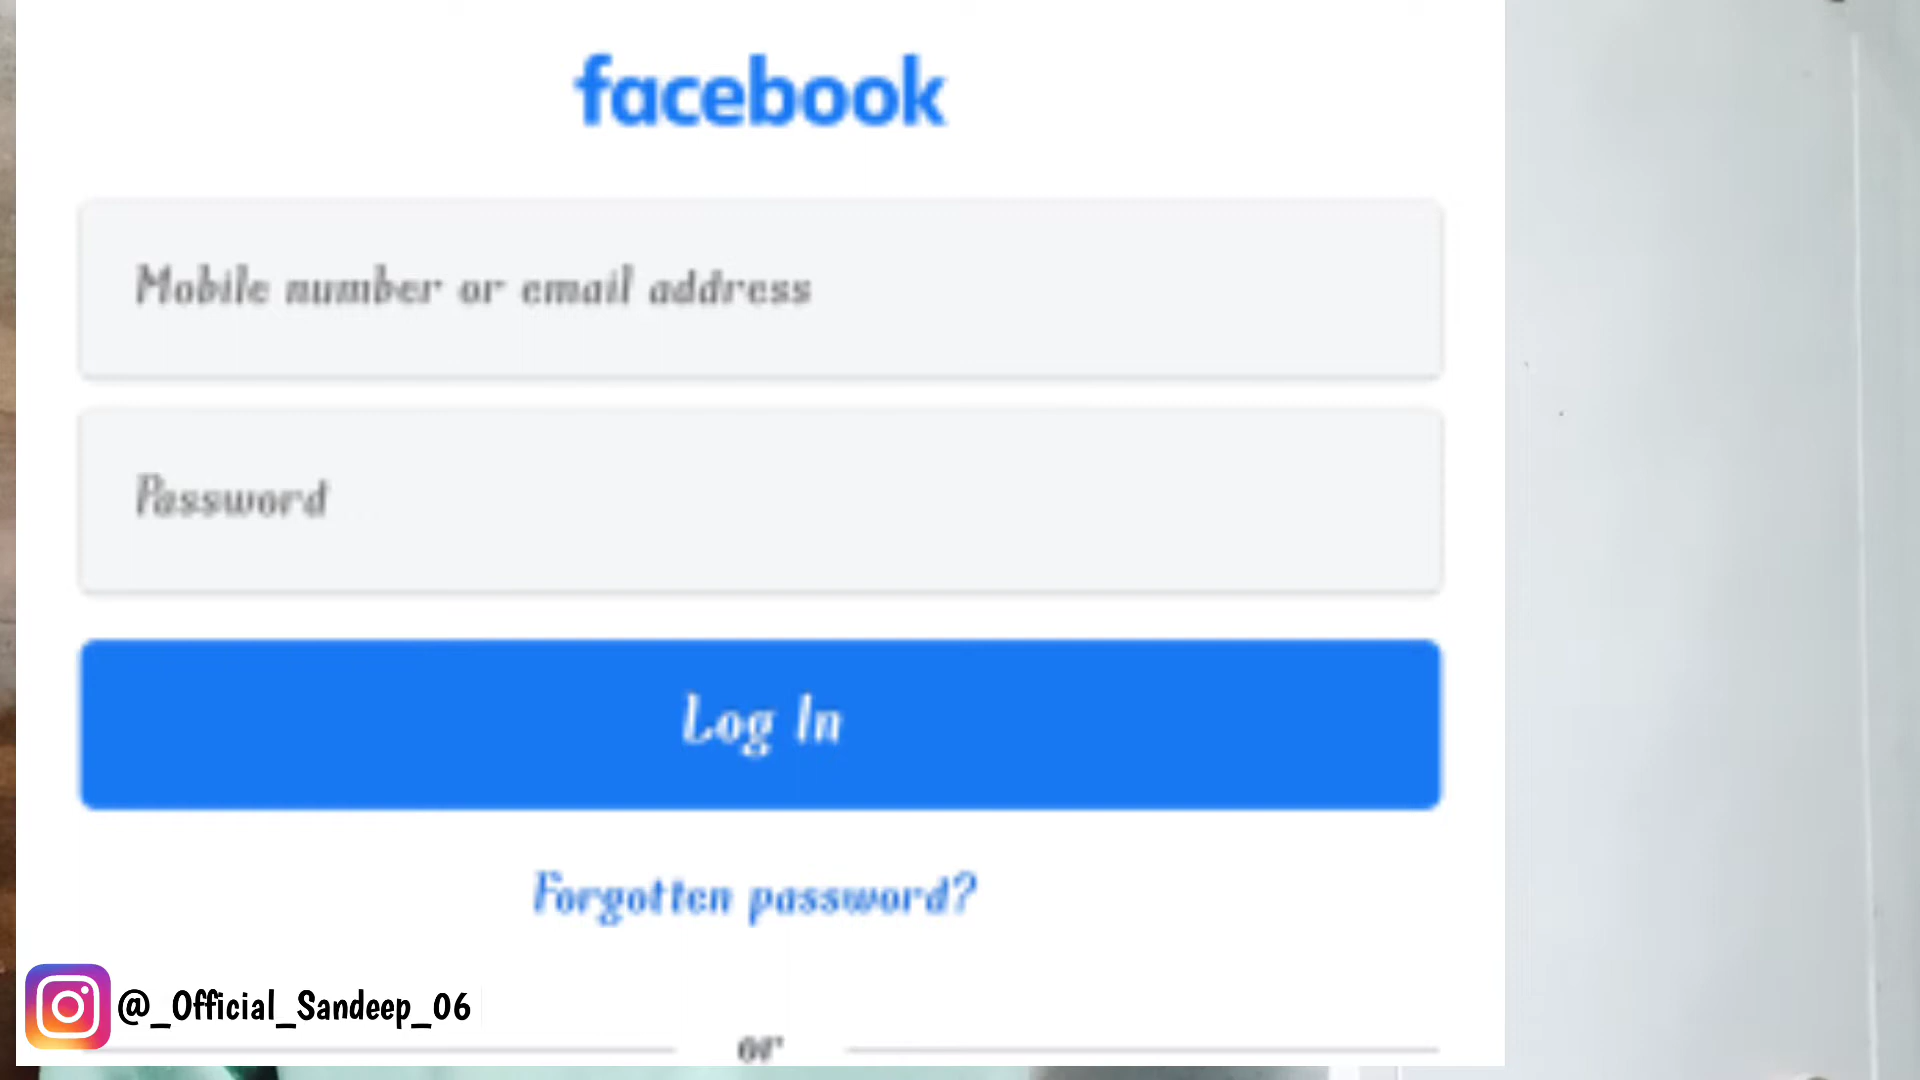 facebook
Mobile number or email address
Password
Log In
Forgotten password?
@_Official_Sandeep_06
or